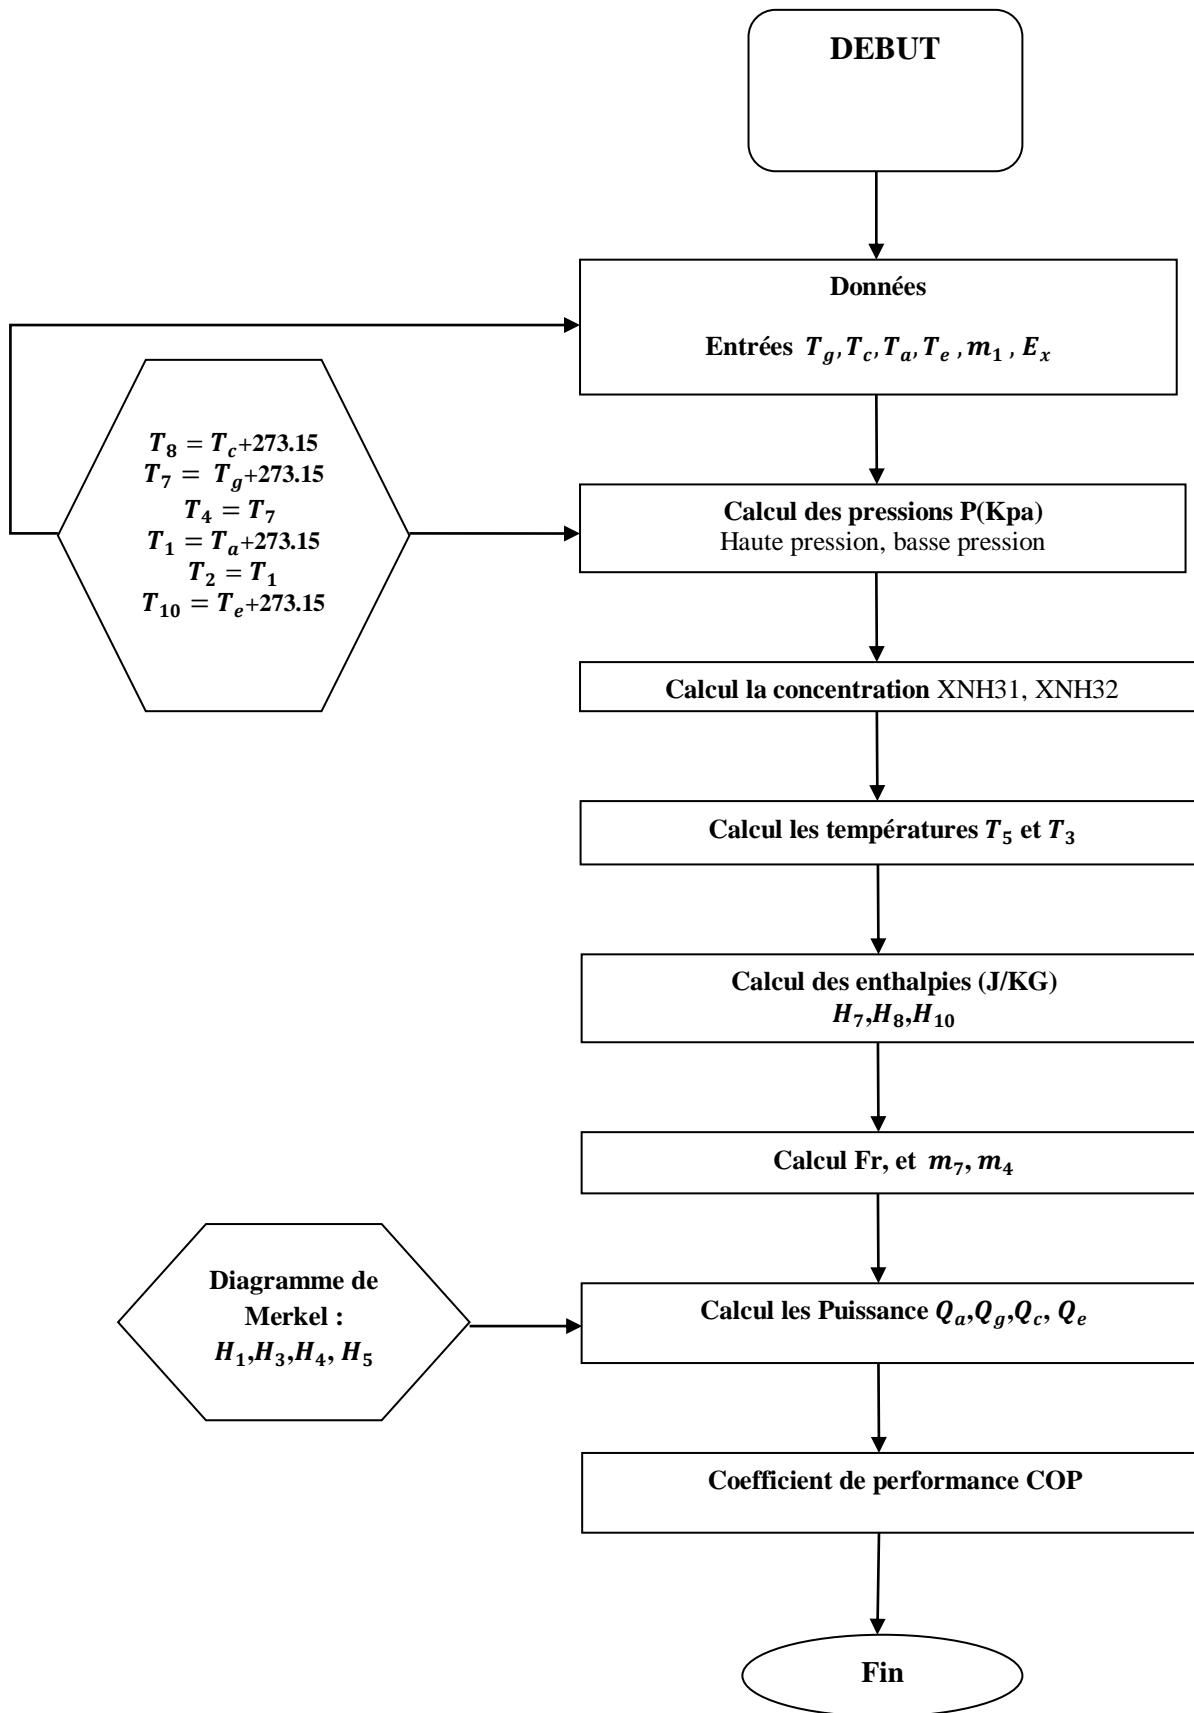 DEBUT
Données
Entrées T_g, T_c, T_a, T_e , m_1 , E_x
T_8 = T_c+273.15
T_7 = T_g+273.15
T_4 = T_7
T_1 = T_a+273.15
T_2 = T_1
T_10 = T_e+273.15
Calcul des pressions P(Kpa)
Haute pression, basse pression
Calcul la concentration XNH31, XNH32
Calcul les températures T_5 et T_3
Calcul des enthalpies (J/KG)
H_7,H_8,H_10
Calcul Fr, et m_7, m_4
Diagramme de
Merkel :
H_1,H_3,H_4, H_5
Calcul les Puissance Q_a,Q_g,Q_c, Q_e
Coefficient de performance COP
Fin